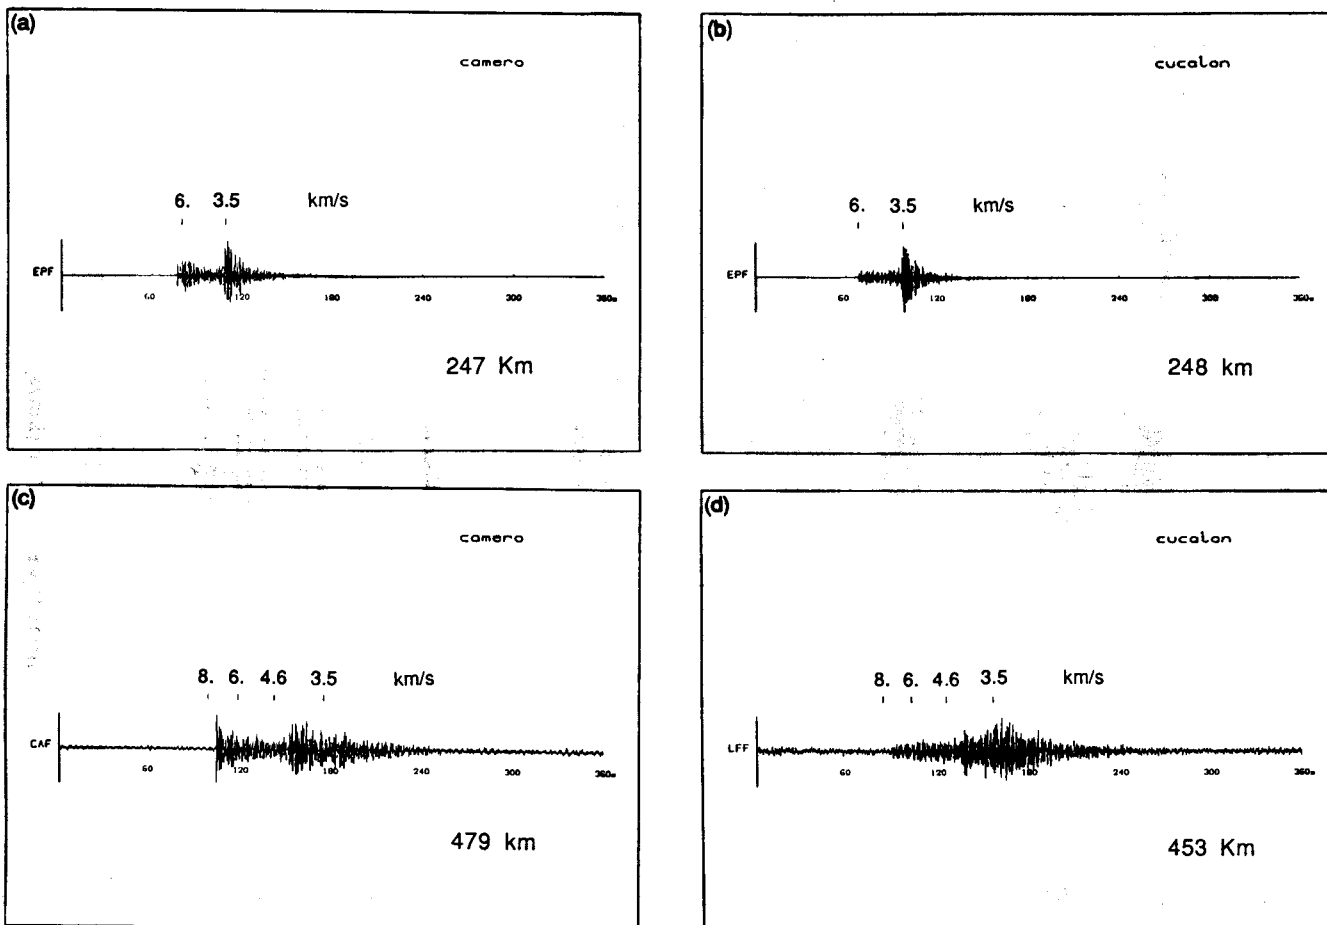 (a)
camero
6. 3.5 km/s
EPF
60 120 180 240 300 360s
247 Km
(b)
cucalon
6. 3.5 km/s
EPF
60 120 180 240 300 360s
248 km
(c)
camero
8. 6. 4.6 3.5 km/s
CAF
60 120 180 240 300 360s
479 km
(d)
cucalon
8. 6. 4.6 3.5 km/s
LFF
60 120 180 240 300 360s
453 Km